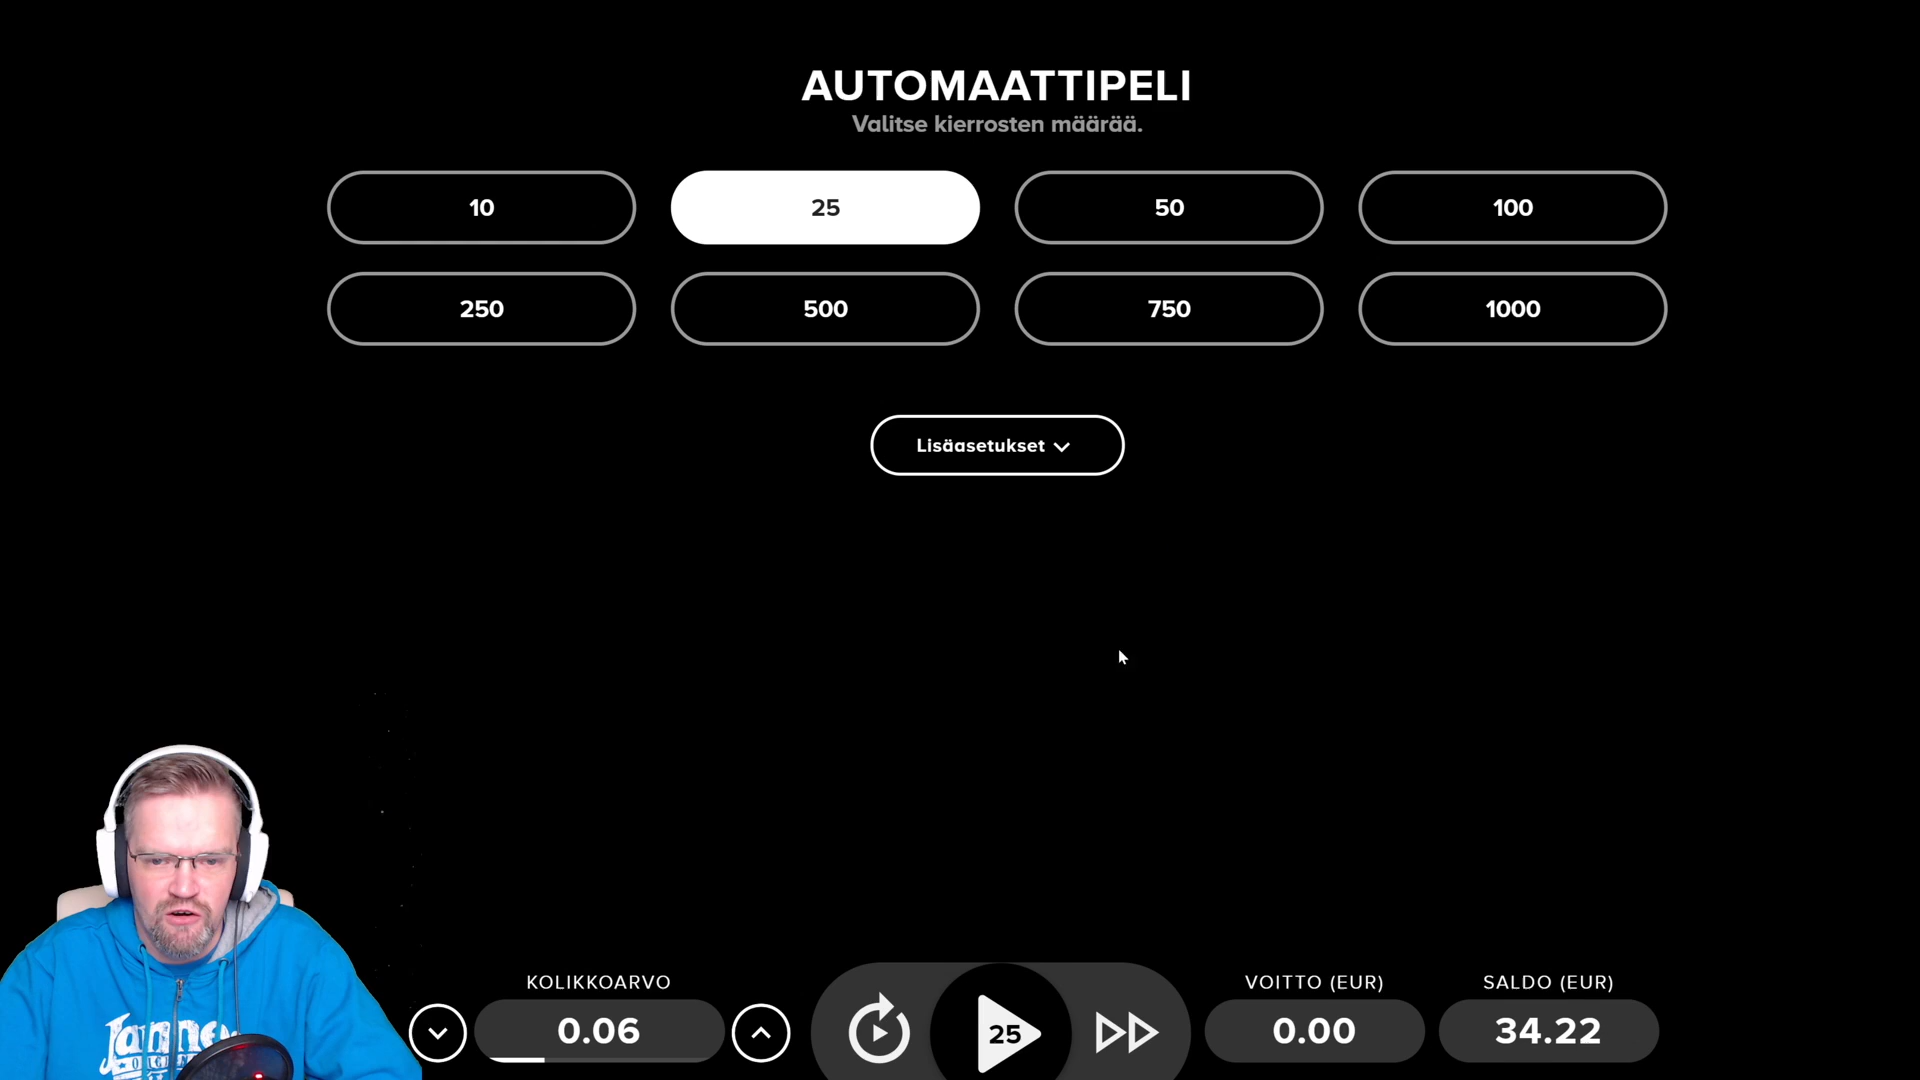 AUTOMAATTIPELI
Valitse kierrosten määrää.
10
25
50
100
250
500
750
1000
Lisäasetukset
KOLIKKOARVO
0.06
25
VOITTO (EUR)
0.00
SALDO (EUR)
34.22